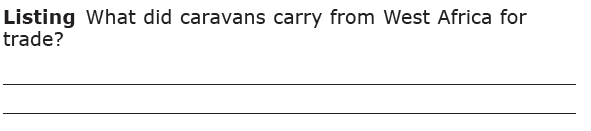 Listing What did caravans carry from West Africa for
trade?